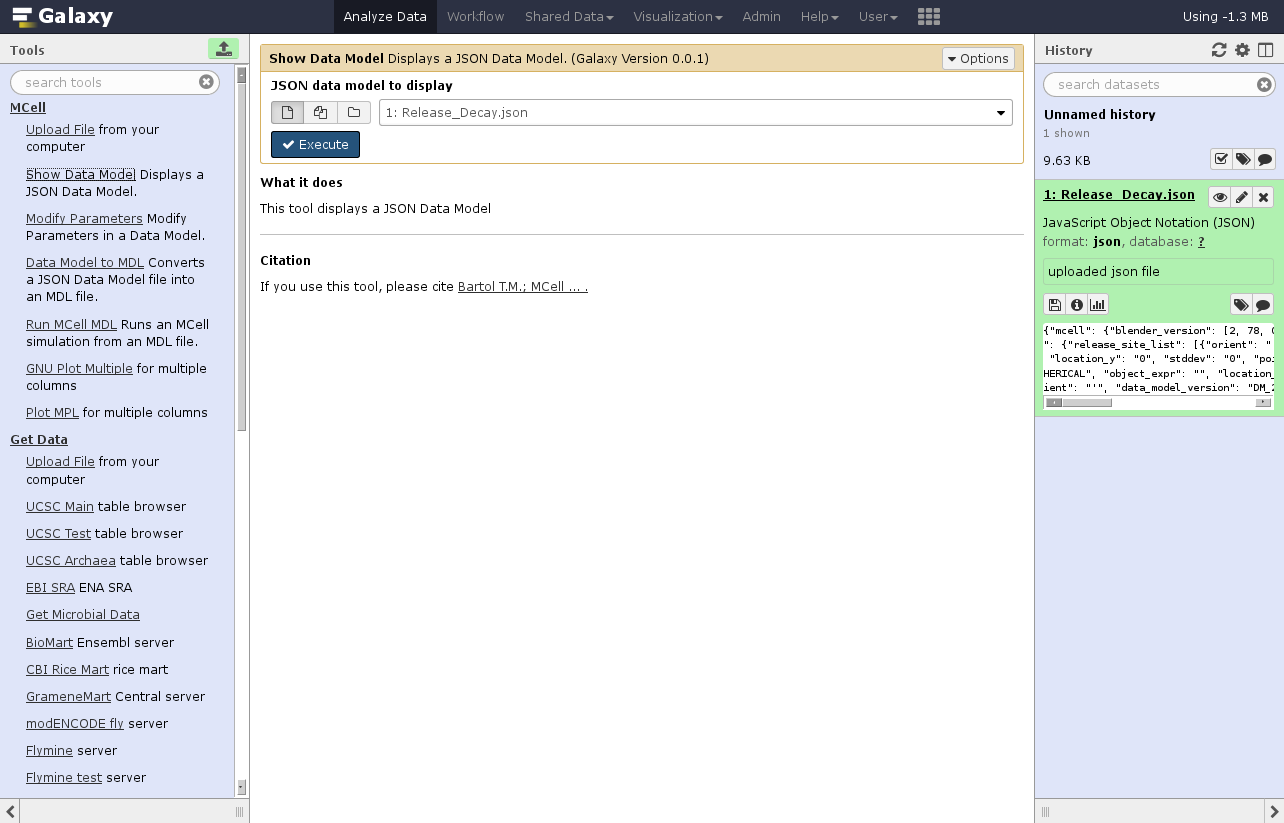 Galaxy
Analyze Data Workflow Shared Data Visualization Admin Help User
Using -1.3 MB
Tools
search tools
MCell
Upload File from your
computer
Show Data Model Displays a
JSON Data Model.
Modify Parameters Modify
Parameters in a Data Model.
Data Model to MDL Converts
a JSON Data Model file into
an MDL file.
Run MCell MDL Runs an MCell
simulation from an MDL file.
GNU Plot Multiple for multiple
columns
Plot MPL for multiple columns
Get Data
Upload File from your
computer
UCSC Main table browser
UCSC Test table browser
UCSC Archaea table browser
EBI SRA ENA SRA
Get Microbial Data
BioMart Ensembl server
CBI Rice Mart rice mart
GrameneMart Central server
modENCODE fly server
Flymine server
Flymine test server
Show Data Model Displays a JSON Data Model. (Galaxy Version 0.0.1)
Options
JSON data model to display
1: Release_Decay.json
Execute
What it does
This tool displays a JSON Data Model
Citation
If you use this tool, please cite Bartol T.M.; MCell ... .
History
search datasets
Unnamed history
1 shown
9.63 KB
1: Release_Decay.json
JavaScript Object Notation (JSON)
format: json, database: ?
uploaded json file
{"mcell": {"blender_version": [2, 78, 
": {"release_site_list": [{"orient": "
"location_y": "0", "stddev": "0", "poi
HERICAL", "object_expr": "", "location_
ient": "'", "data_model_version": "DM_